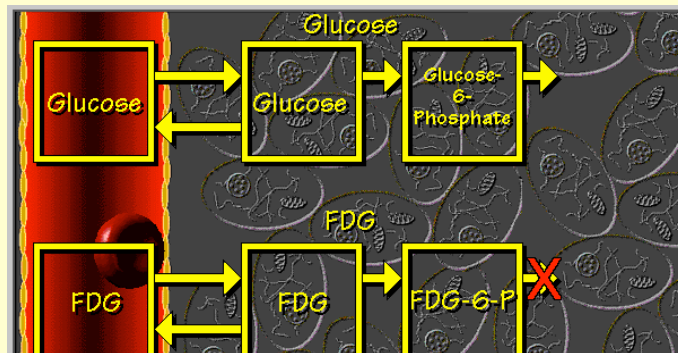 Glucose
Glucose
Glucose
Glucose-
6-
Phosphate
FDG
FDG
FDG
FDG-6-P
X